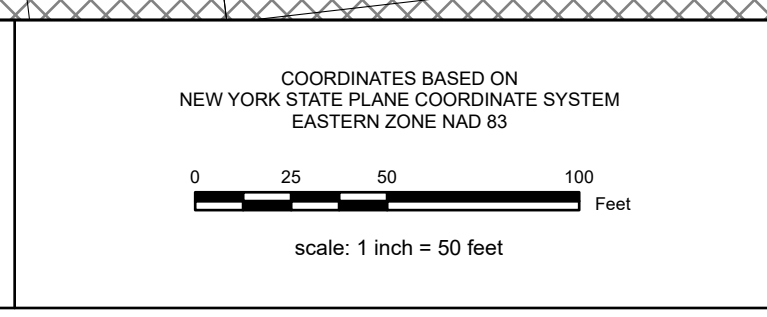 COORDINATES BASED ON
NEW YORK STATE PLANE COORDINATE SYSTEM
EASTERN ZONE NAD 83
0 25 50 100
Feet
scale: 1 inch = 50 feet